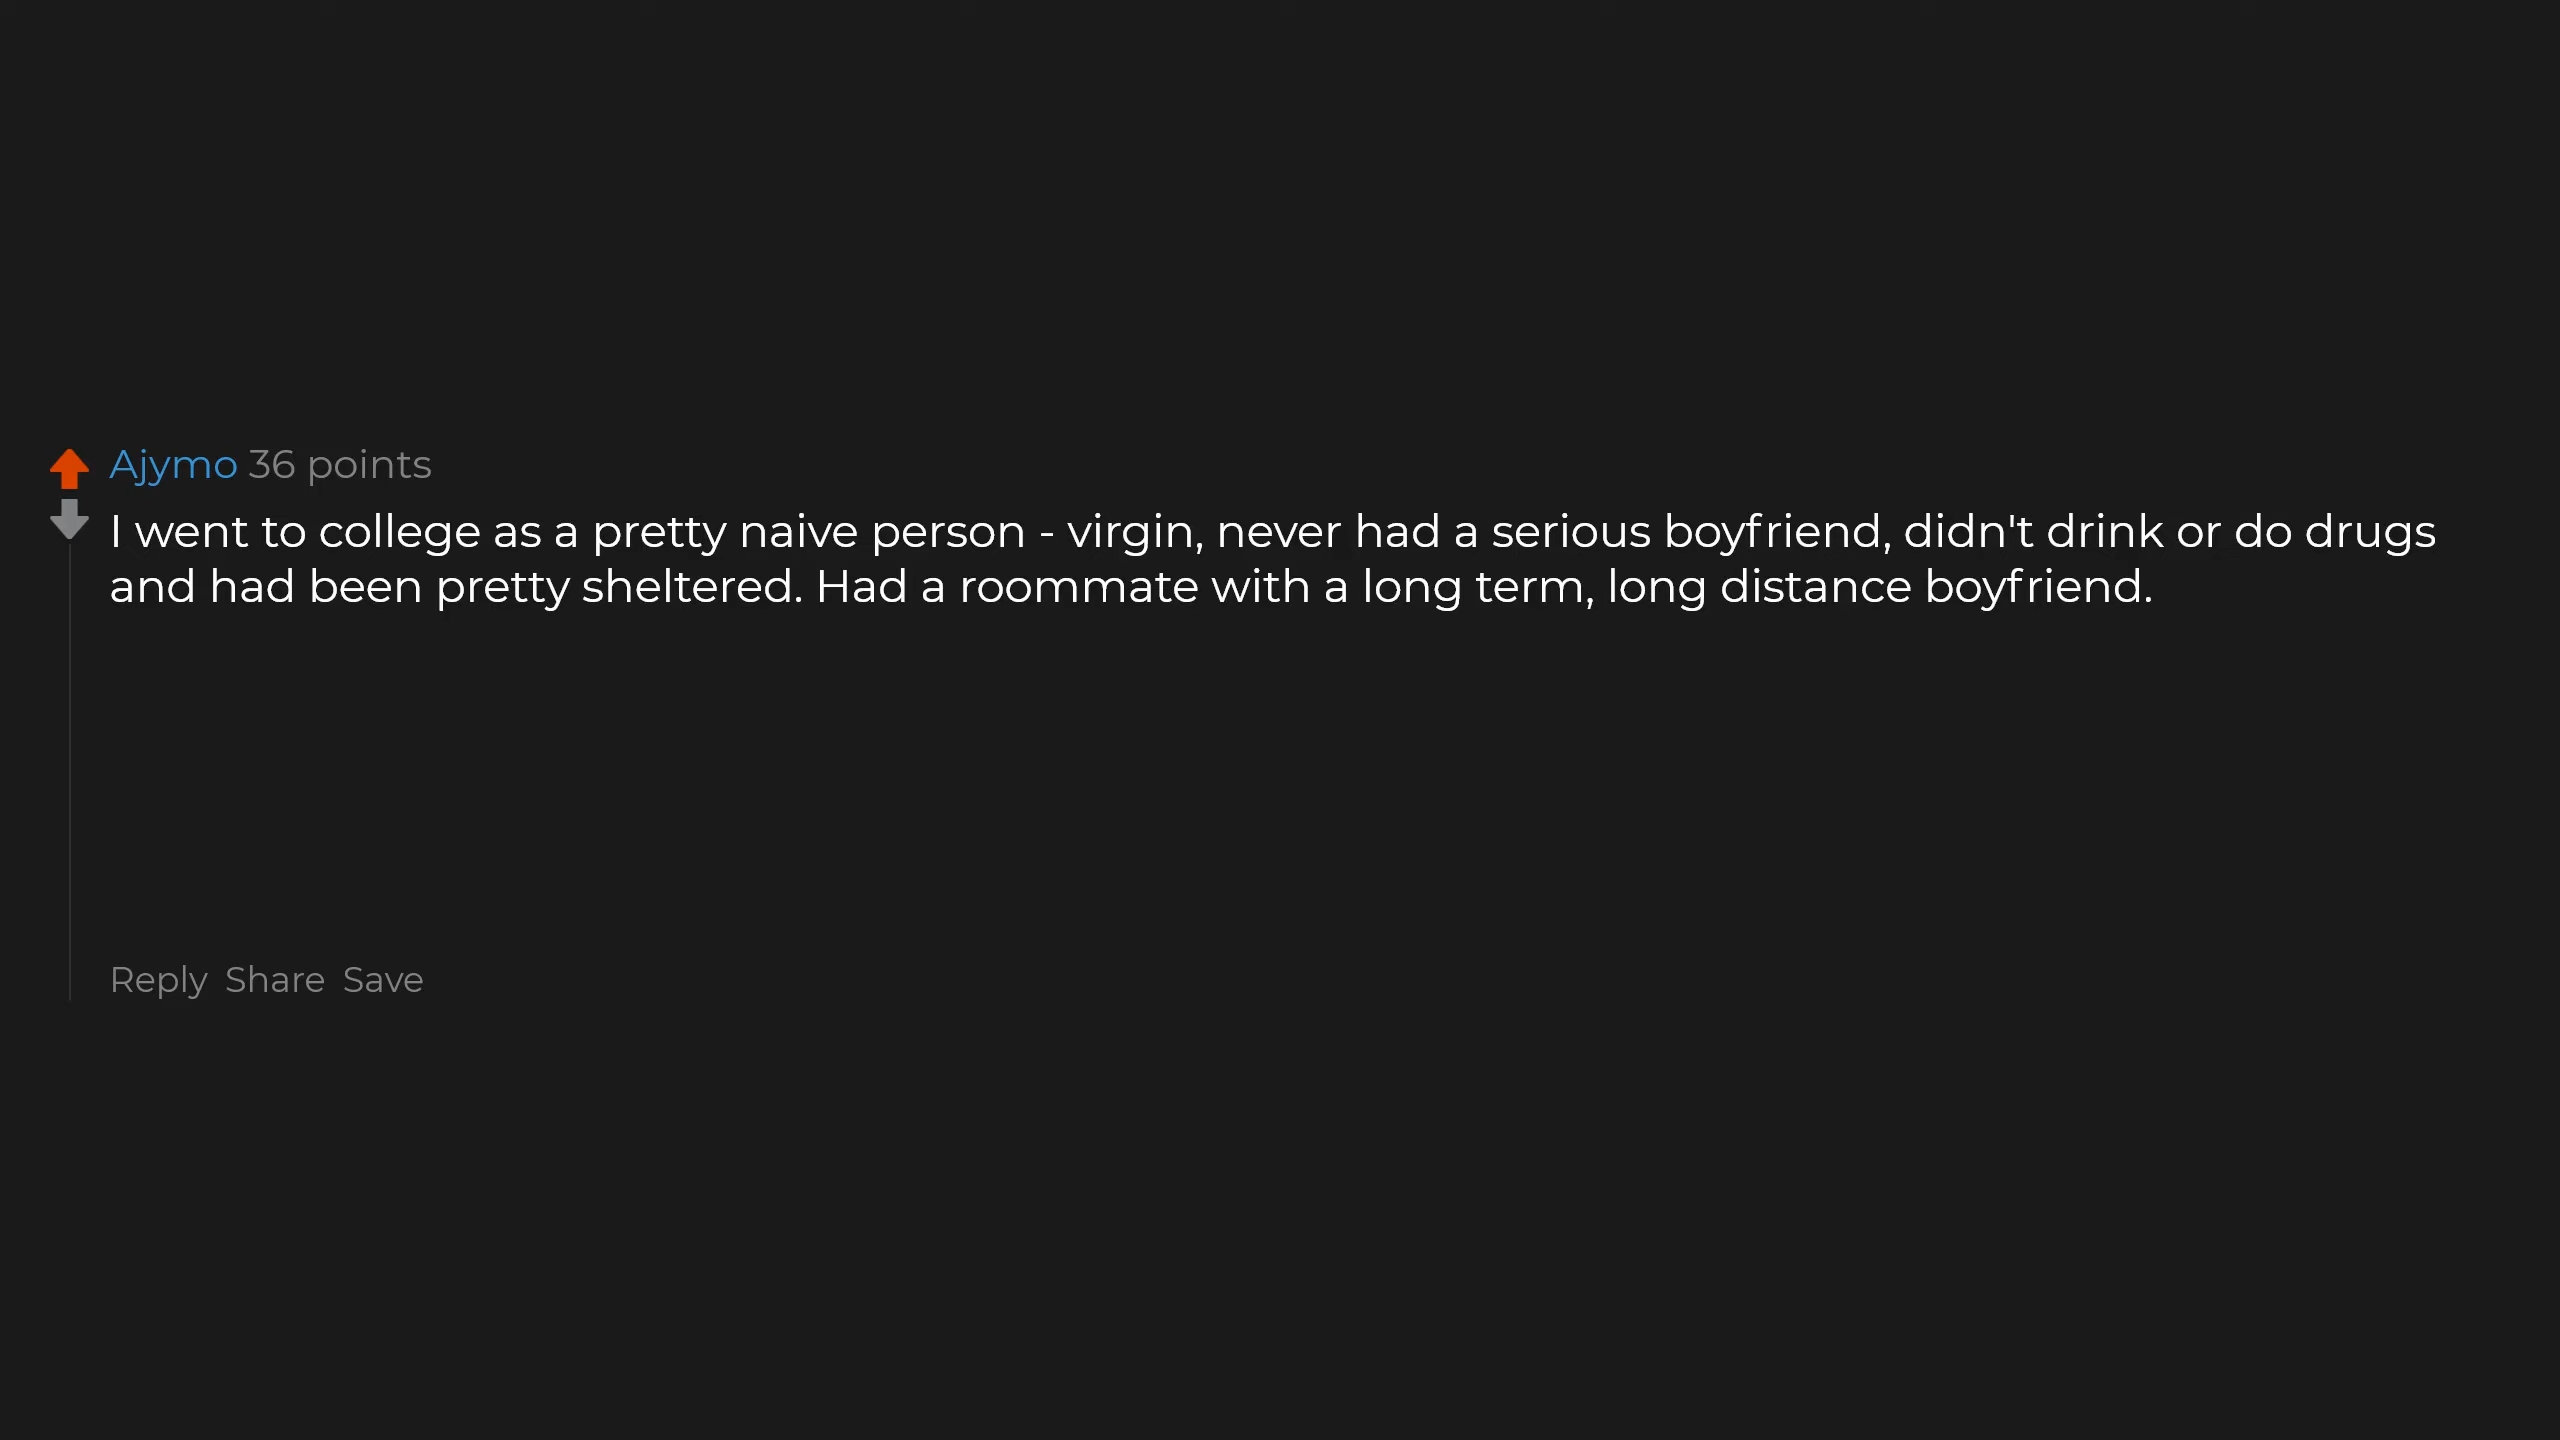 Ajymo 36 points
I went to college as a pretty naive person - virgin, never had a serious boyfriend, didn't drink or do drugs
and had been pretty sheltered. Had a roommate with a long term, long distance boyfriend.
Reply Share Save